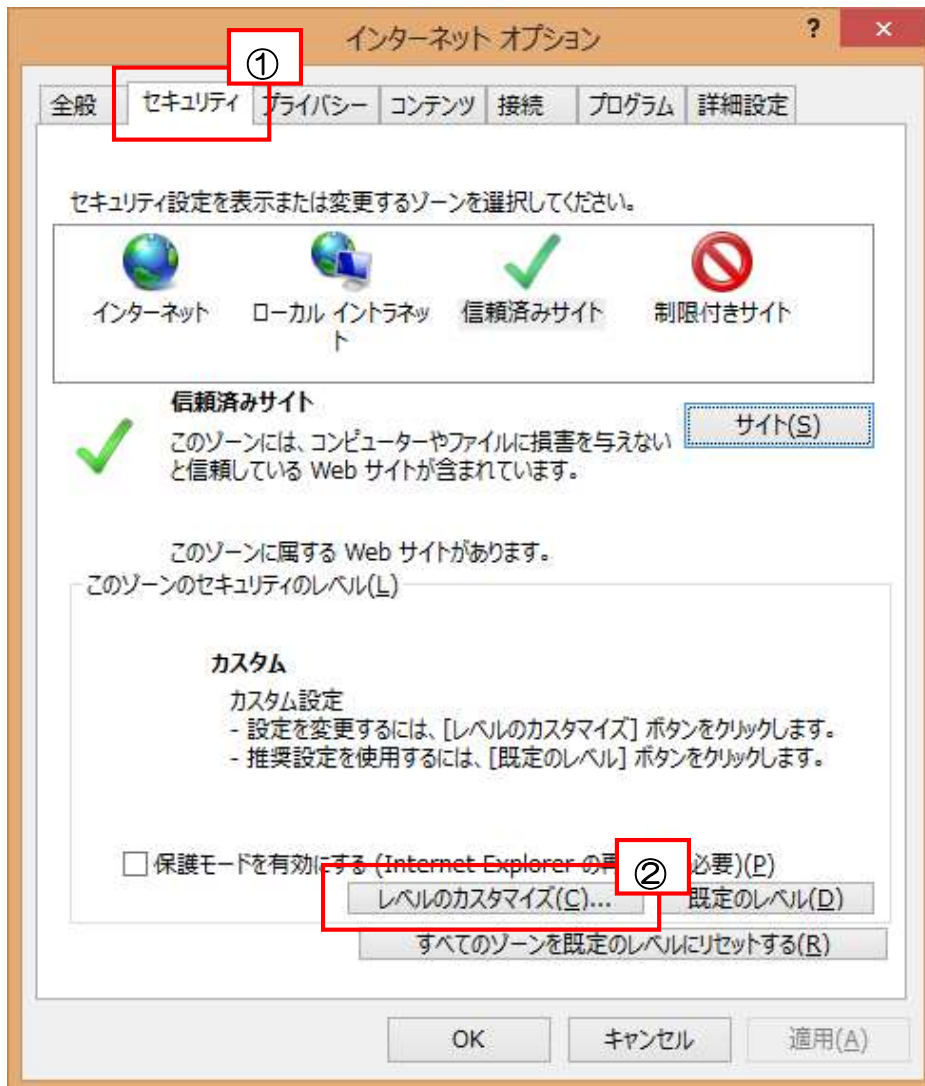 インターネット オプション
?
×
①
全般 セキュリティ プライバシー コンテンツ 接続 プログラム 詳細設定
セキュリティ設定を表示または変更するゾーンを選択してください。
インターネット ローカル イントラネッ 信頼済みサイト 制限付きサイト
ト
信頼済みサイト
サイト(S)
このゾーンには、コンピューターやファイルに損害を与えない
と信頼している Web サイトが含まれています。
このゾーンに属する Web サイトがあります。
このゾーンのセキュリティのレベル(L)
カスタム
カスタム設定
- 設定を変更するには、[レベルのカスタマイズ] ボタンをクリックします。
- 推奨設定を使用するには、[既定のレベル] ボタンをクリックします。
保護モードを有効にする (Internet Explorer の再 必要)(P)
②
レベルのカスタマイズ(C)... 既定のレベル(D)
すべてのゾーンを既定のレベルにリセットする(R)
OK キャンセル 適用(A)